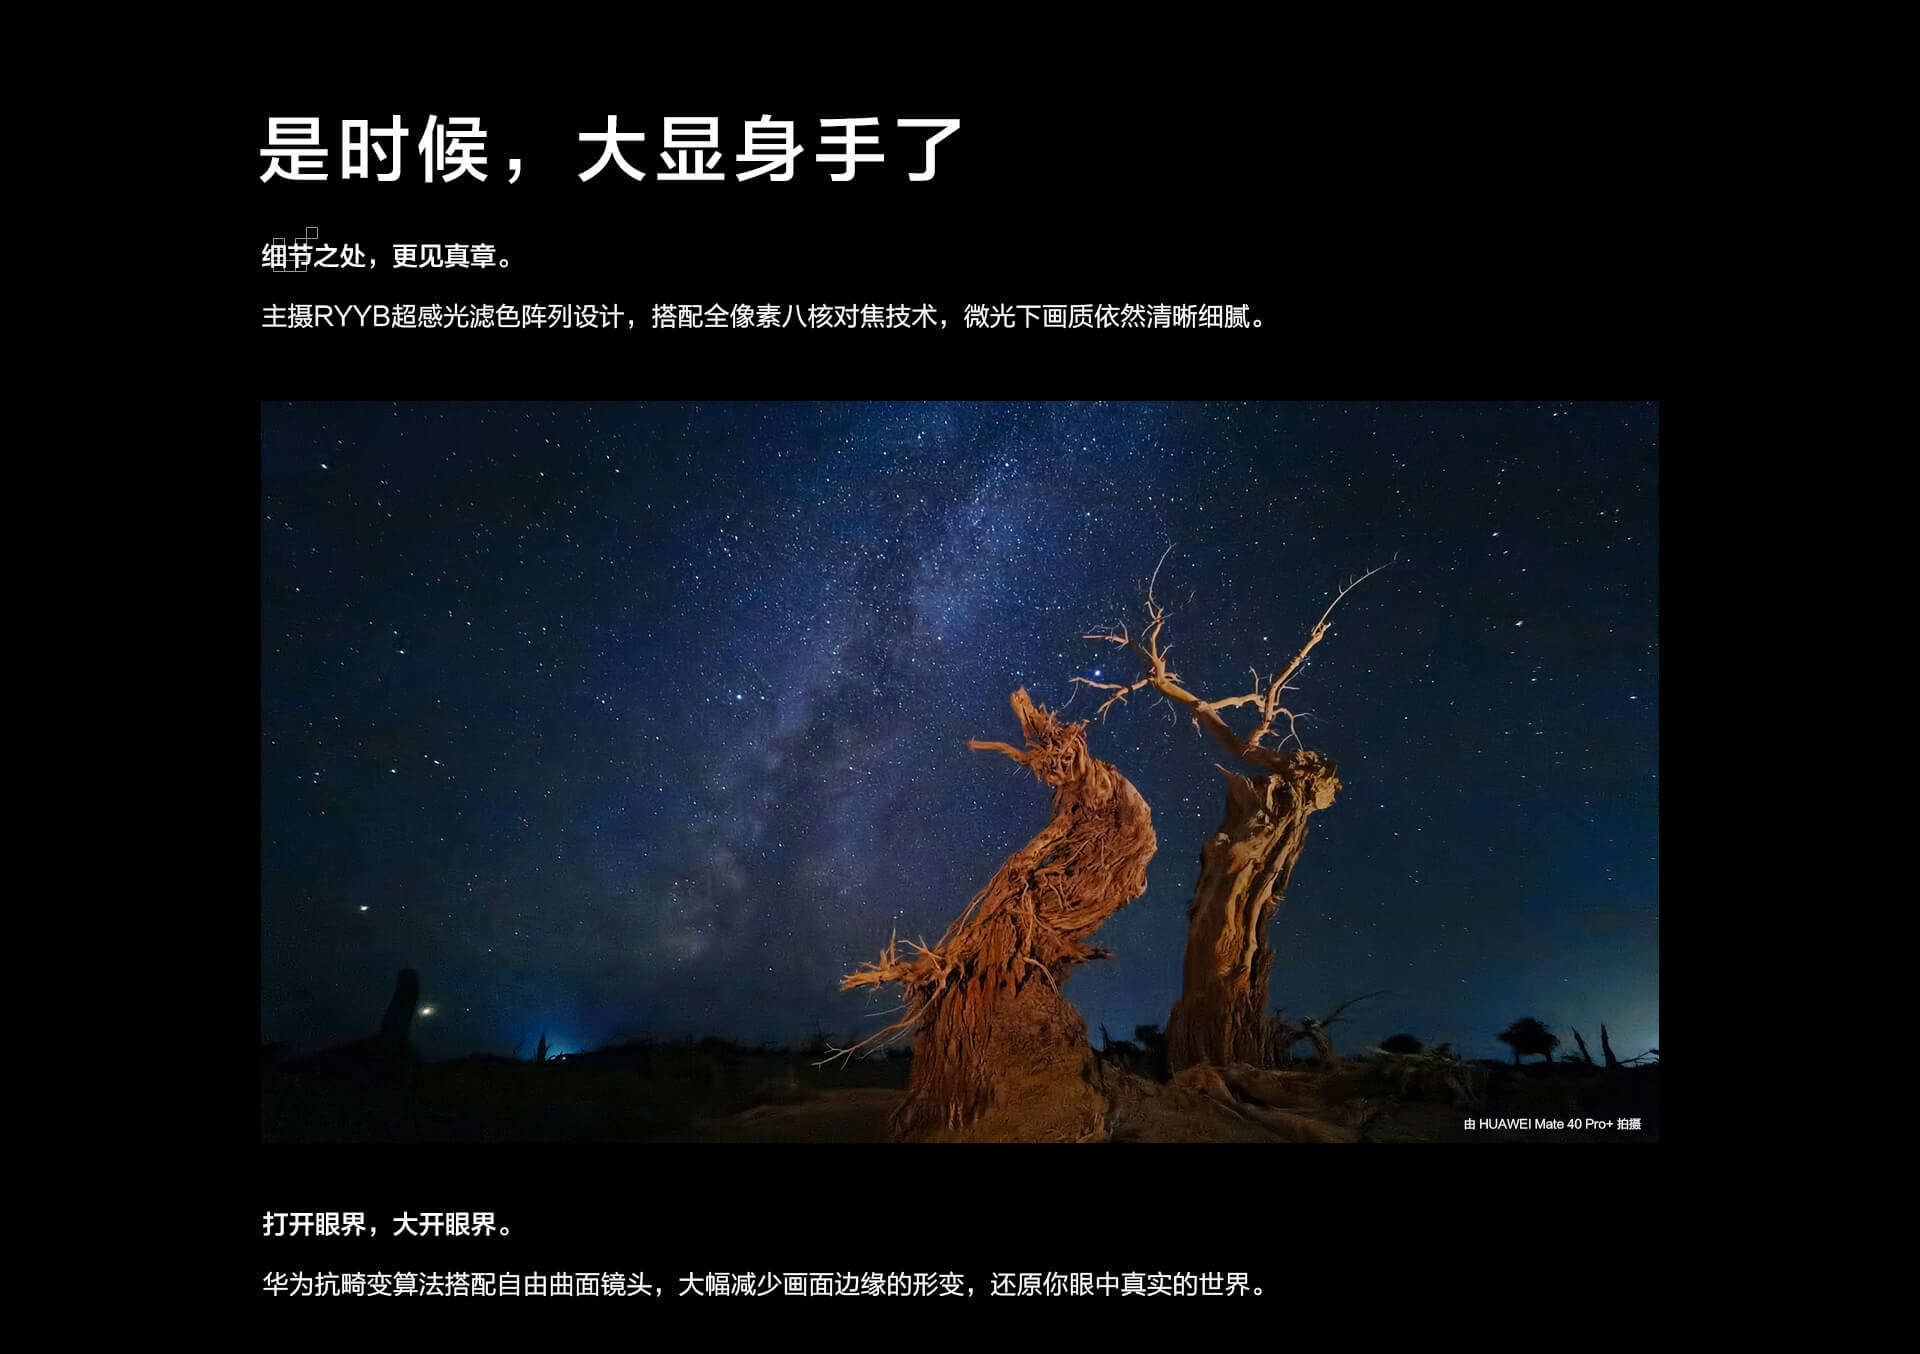 是时候，大显身手了
细节之处，更见真章。
主摄RYYB超感光滤色阵列设计，搭配全像素八核对焦技术，微光下画质依然清晰细腻。
由 HUAWEI Mate 40 Pro+ 拍摄
打开眼界，大开眼界。
华为抗畸变算法搭配自由曲面镜头，大幅减少画面边缘的形变，还原你眼中真实的世界。